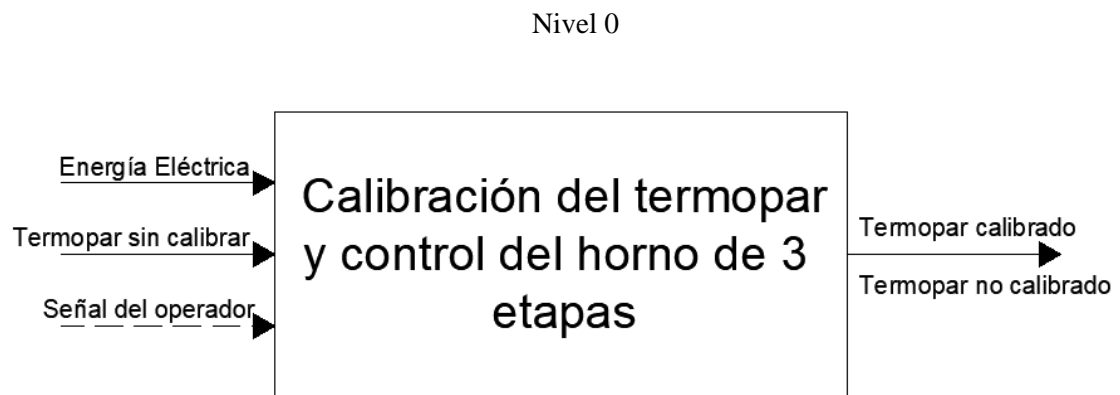 Nivel 0
Energía Eléctrica
Termopar sin calibrar
Señal del operador
Calibración del termopar
y control del horno de 3
etapas
Termopar calibrado
Termopar no calibrado